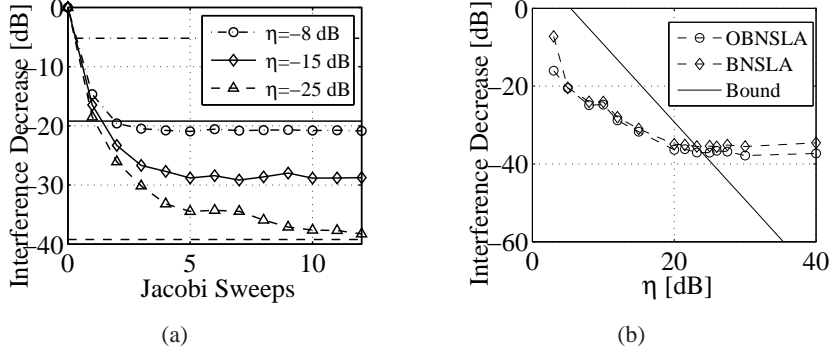 Interference Decrease [dB]
0
−10
−20
−30
−40
0
5
10
Jacobi Sweeps
η=−8 dB
η=−15 dB
η=−25 dB
(a)
Interference Decrease [dB]
0
−20
−40
−60
0
20
40
η [dB]
OBNSLA
BNSLA
Bound
(b)